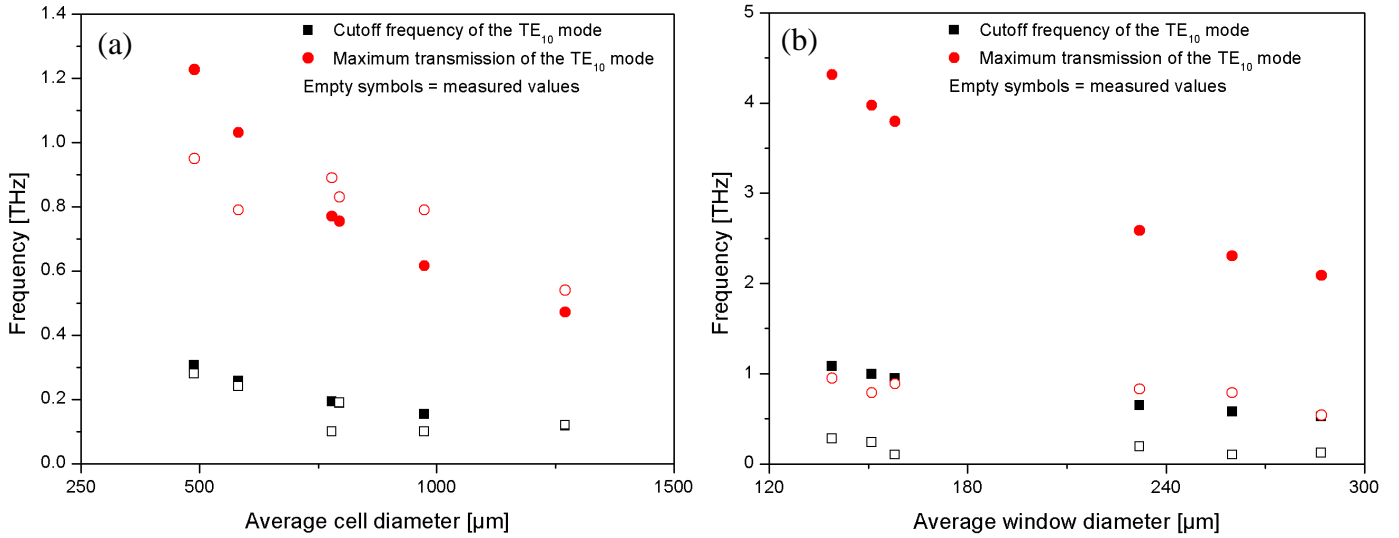 (a)
Cutoff frequency of the TE10 mode
Maximum transmission of the TE10 mode
Empty symbols = measured values
1.4
1.2
1.0
0.8
0.6
0.4
0.2
0.0
Frequency [THz]
250 500 1000 1500
Average cell diameter [µm]
(b)
Cutoff frequency of the TE10 mode
Maximum transmission of the TE10 mode
Empty symbols = measured values
5
4
3
2
1
0
Frequency [THz]
120 180 240 300
Average window diameter [µm]